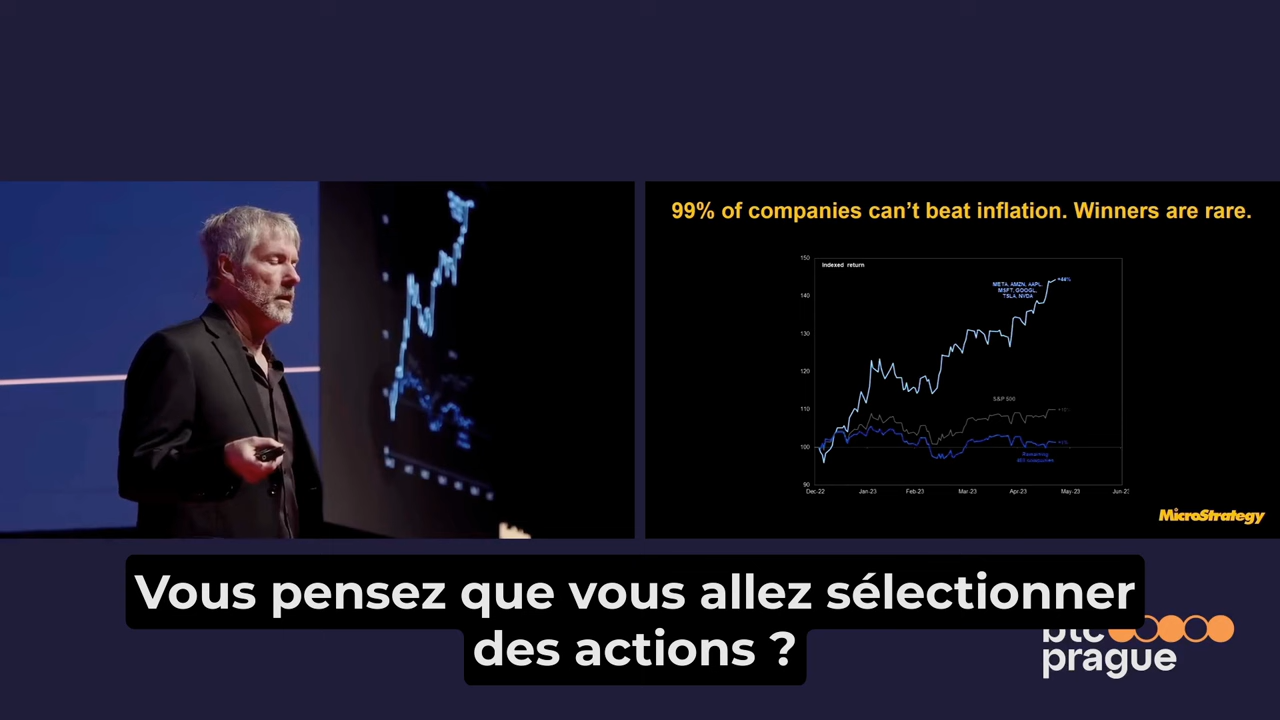 99% of companies can't beat inflation. Winners are rare.
150
Indexed return
META, AMZN, AAPL,
MSFT, GOOGL,
TSLA, NVDA
+44%
140
130
120
S&P 500
110
100
Remaining
90
Dec-22
Jan-23
Feb-23
Mar-23
Apr-23
May-23
Jun-23
MicroStrategy
Vous pensez que vous allez sélectionner
des actions ?
btc
prague